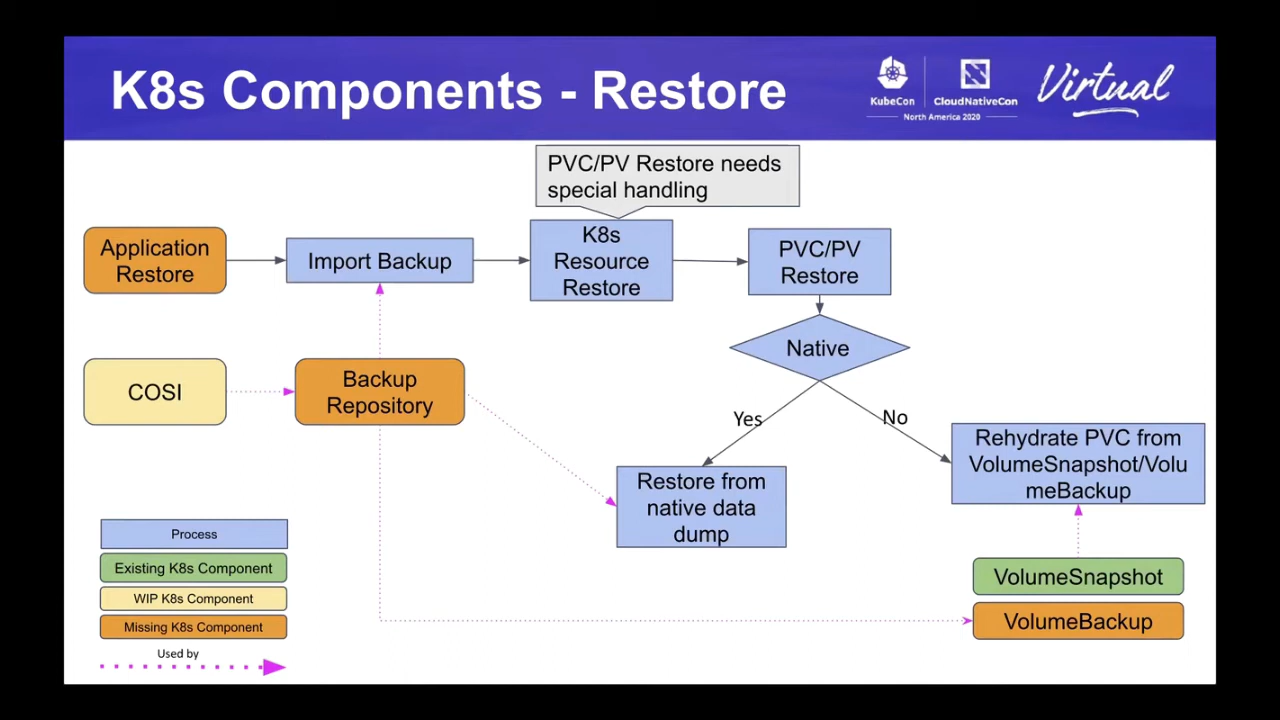 K8s Components - Restore
KubeCon
CloudNativeCon
North America 2020
Virtual
PVC/PV Restore needs
special handling
Application
Restore
Import Backup
K8s
Resource
Restore
PVC/PV
Restore
Native
COSI
Backup
Repository
Yes
No
Restore from
native data
dump
Rehydrate PVC from
VolumeSnapshot/Volu
meBackup
VolumeSnapshot
VolumeBackup
Process
Existing K8s Component
WIP K8s Component
Missing K8s Component
Used by